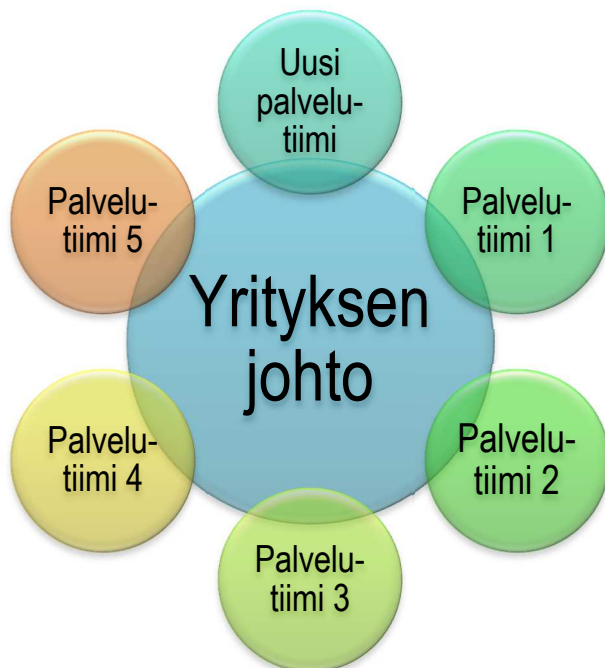 Uusi
palvelu-
tiimi
Palvelu-
tiimi 1
Palvelu-
tiimi 2
Palvelu-
tiimi 3
Palvelu-
tiimi 4
Palvelu-
tiimi 5
Yrityksen
johto